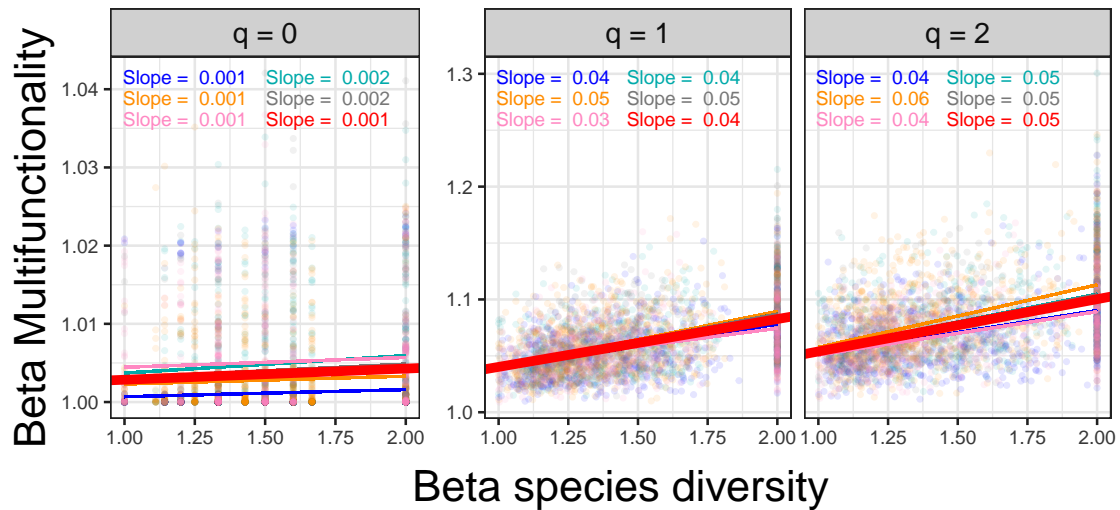 q = 0
q = 1
q = 2
Beta Multifunctionality
Slope = 0.001 Slope = 0.002
Slope = 0.001 Slope = 0.002
Slope = 0.001 Slope = 0.001
1.04
1.03
1.02
1.01
1.00
1.00 1.25 1.50 1.75 2.00
Slope = 0.04 Slope = 0.04
Slope = 0.05 Slope = 0.05
Slope = 0.03 Slope = 0.04
1.3
1.2
1.1
1.0
1.00 1.25 1.50 1.75 2.00
Slope = 0.04 Slope = 0.05
Slope = 0.06 Slope = 0.05
Slope = 0.04 Slope = 0.05
1.00 1.25 1.50 1.75 2.00
Beta species diversity